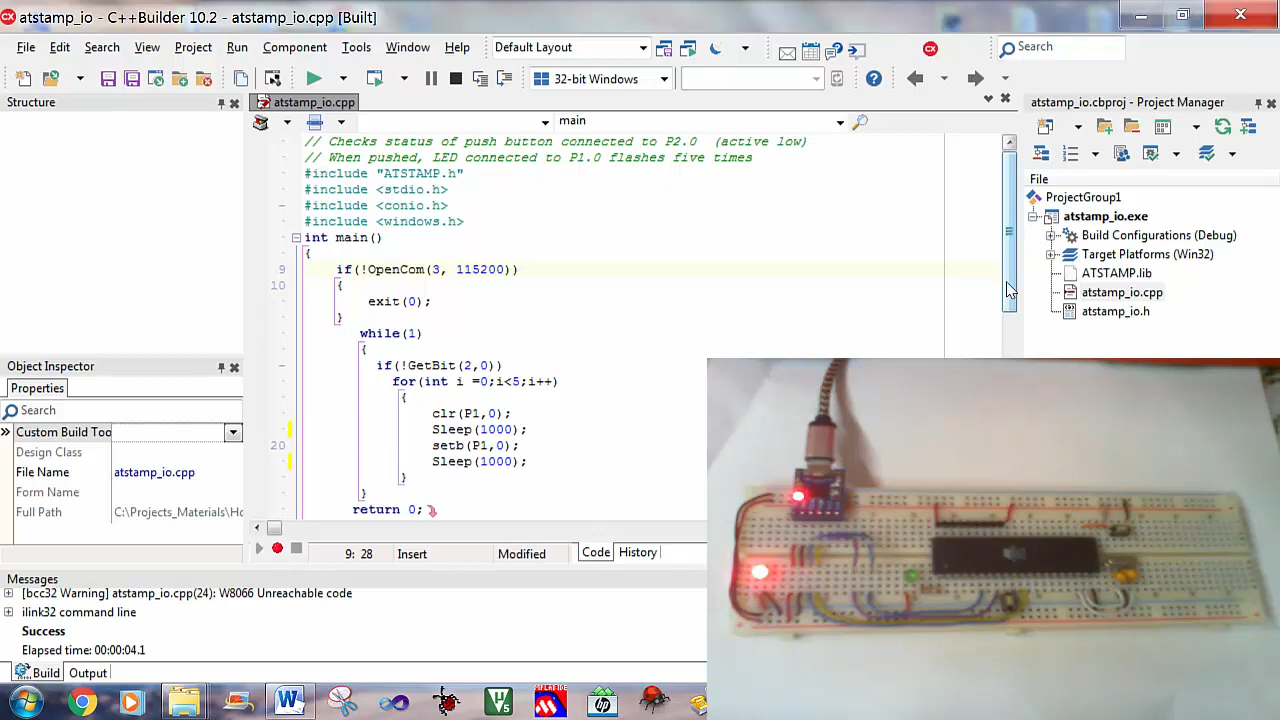 atstamp_io - C++Builder 10.2 - atstamp_io.cpp [Built]
File Edit Search View Project Run Component Tools Window Help
Default Layout
Search
32-bit Windows
Structure
atstamp_io.cpp
atstamp_io.cbproj - Project Manager
main
// Checks status of push button connected to P2.0 (active low)
// When pushed, LED connected to P1.0 flashes five times
#include "ATSTAMP.h"
#include <stdio.h>
#include <conio.h>
#include <windows.h>
int main()
{
9 if(!OpenCom(3, 115200))
10 {
exit(0);
}
while(1)
{
if(!GetBit(2,0))
for(int i =0;i<5;i++)
{
clr(P1,0);
Sleep(1000);
20 setb(P1,0);
Sleep(1000);
}
}
return 0;
File
ProjectGroup1
atstamp_io.exe
Build Configurations (Debug)
Target Platforms (Win32)
ATSTAMP.lib
atstamp_io.cpp
atstamp_io.h
Object Inspector
Properties
Search
Custom Build Too
Design Class
File Name atstamp_io.cpp
Form Name
Full Path C:\Projects_Materials\Ho
9: 28 Insert Modified Code History
Messages
[bcc32 Warning] atstamp_io.cpp(24): W8066 Unreachable code
ilink32 command line
Success
Elapsed time: 00:00:04.1
Build Output